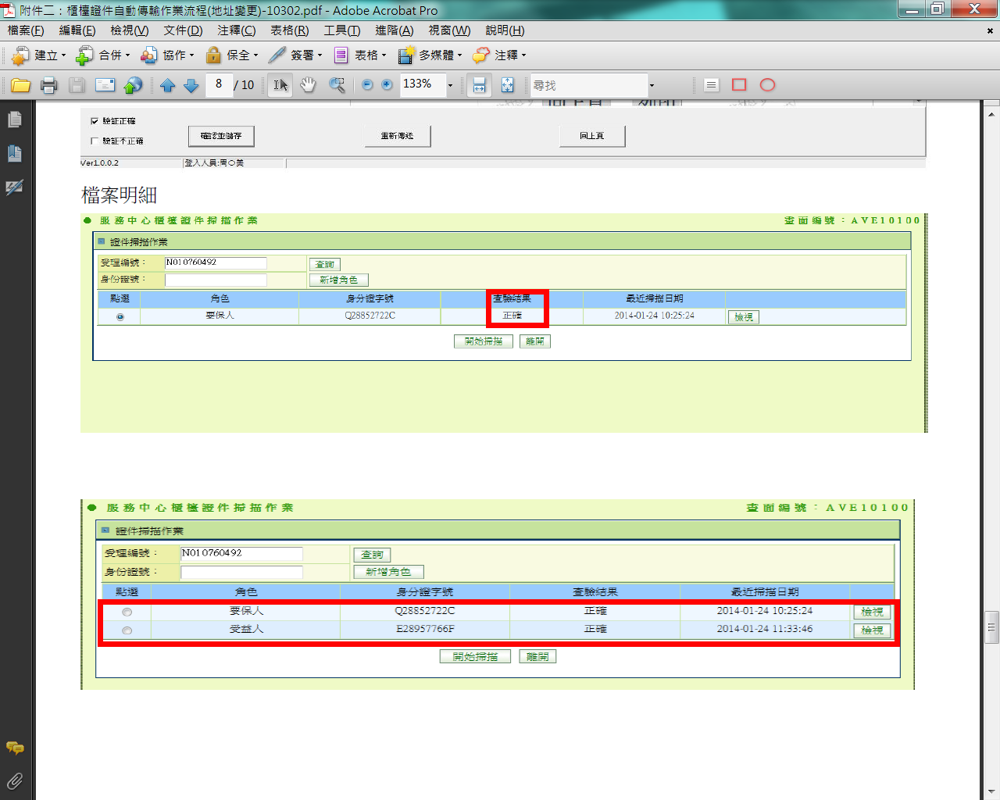 附件二：櫃檯證件自動傳輸作業流程(地址變更)-10302.pdf - Adobe Acrobat Pro
檔案(F) 編輯(E) 檢視(V) 文件(D) 注釋(C) 表格(R) 工具(T) 進階(A) 視窗(W) 說明(H)
建立 合併 協作 保全 簽署 表格 多媒體 注釋
8 / 10 133% 尋找
驗証正確
驗証不正確 確認並儲存 重新傳送 回上頁
Ver1.0.0.2 登入人員:周○美
檔案明細
服務中心櫃檯證件掃描作業 畫面編號：AVE10100
證件掃描作業
受理編號： N010760492 查詢
身份證號： 新增角色
點選 角色 身分證字號 查驗結果 最近掃描日期
要保人 Q28852722C 正確 2014-01-24 10:25:24 檢視
開始掃描 離開
服務中心櫃檯證件掃描作業 畫面編號：AVE10100
證件掃描作業
受理編號： N010760492 查詢
身份證號： 新增角色
點選 角色 身分證字號 查驗結果 最近掃描日期
要保人 Q28852722C 正確 2014-01-24 10:25:24 檢視
受益人 E28957766F 正確 2014-01-24 11:33:46 檢視
開始掃描 離開